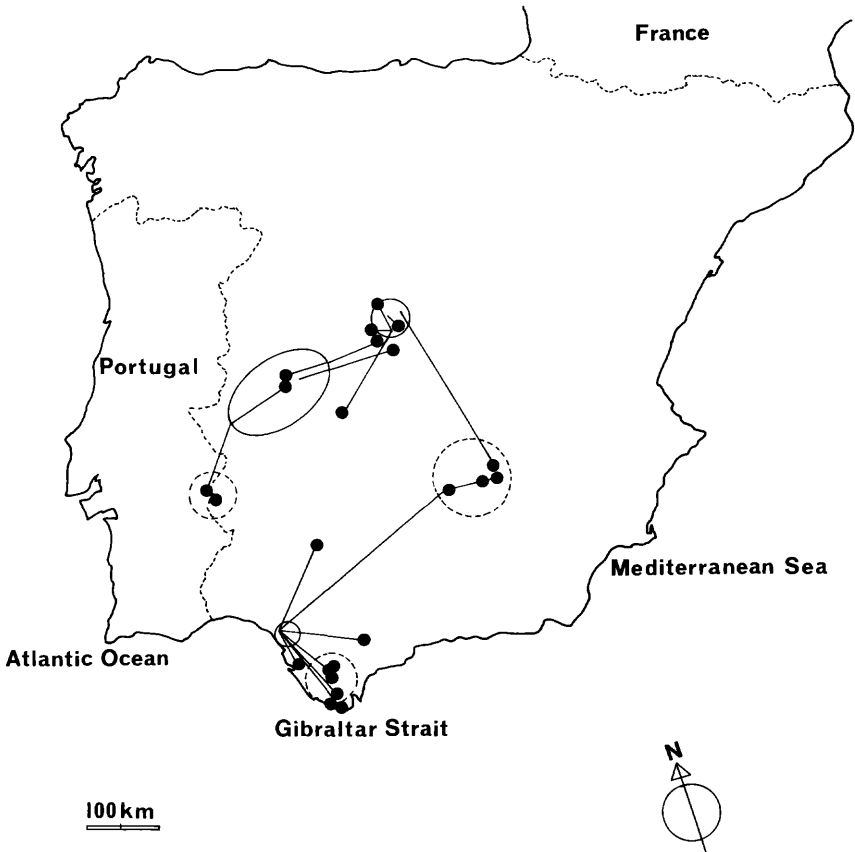 France
Portugal
Mediterranean Sea
Atlantic Ocean
Gibraltar Strait
N
100km